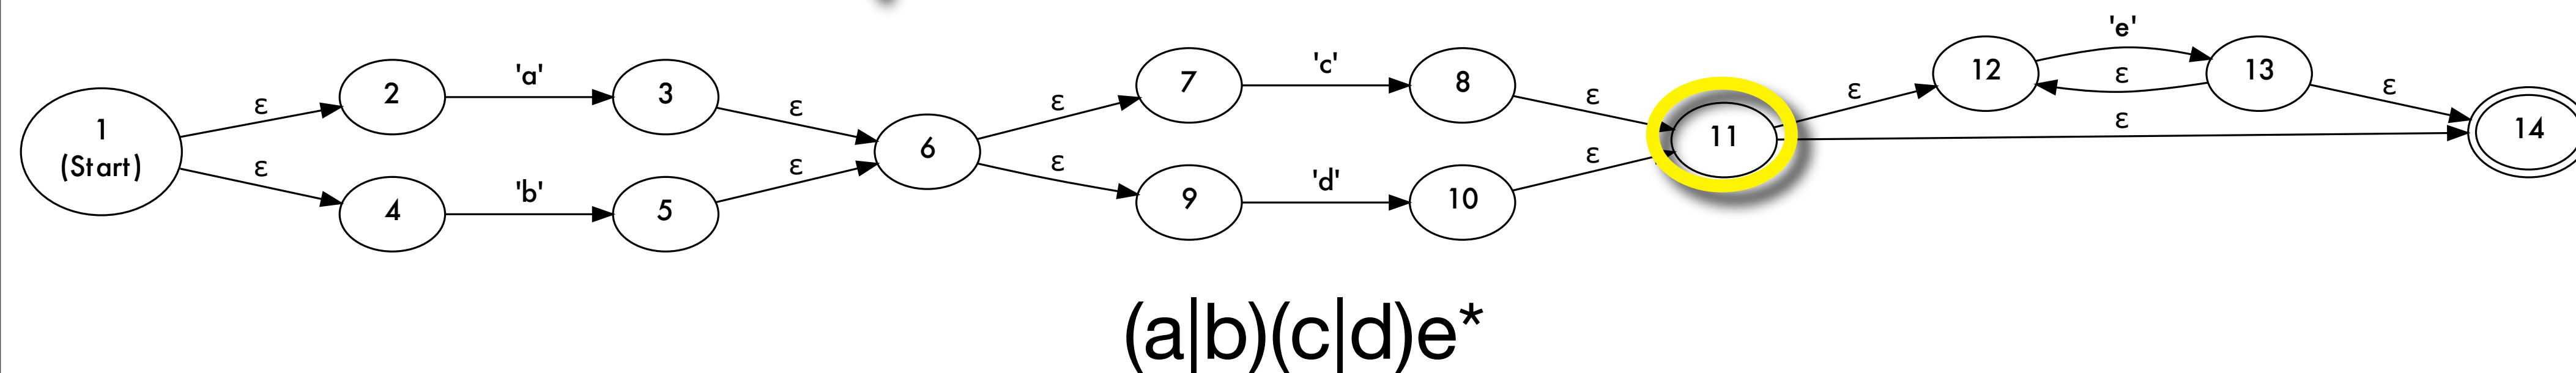 'e'
'a' 'c' 12 ε 13
2 3 ε 7 8 ε ε ε
1 ε ε 6 11 ε 14
(Start) ε ε ε ε
'b' 'd'
4 5 9 10
(a|b)(c|d)e*